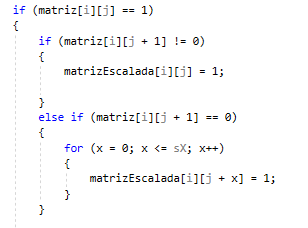 if (matriz[i][j] == 1)
{
if (matriz[i][j + 1] != 0)
{
matrizEscalada[i][j] = 1;
}
else if (matriz[i][j + 1] == 0)
{
for (x = 0; x <= sX; x++)
{
matrizEscalada[i][j + x] = 1;
}
}